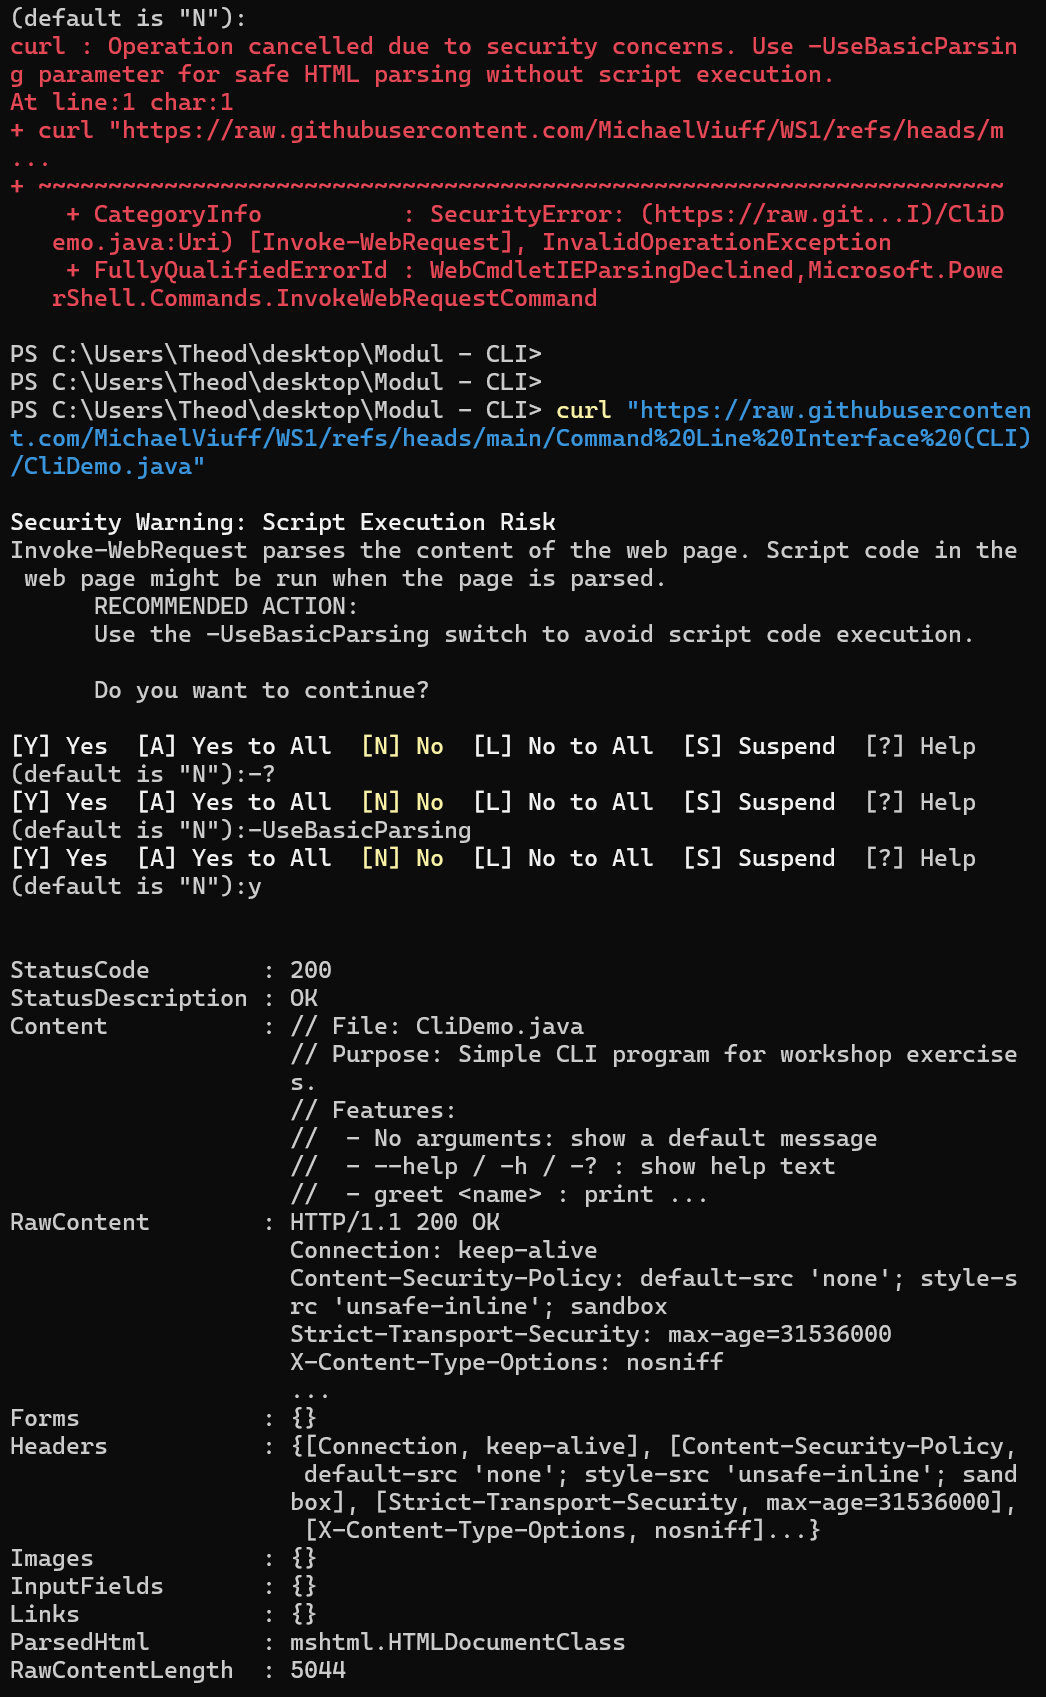 (default is "N"):
curl : Operation cancelled due to security concerns. Use -UseBasicParsin
g parameter for safe HTML parsing without script execution.
At line:1 char:1
+ curl "https://raw.githubusercontent.com/MichaelViuff/WS1/refs/heads/m
...
+ ~~~~~~~~~~~~~~~~~~~~~~~~~~~~~~~~~~~~~~~~~~~~~~~~~~~~~~~~~~~~~~~~~~~~~
    + CategoryInfo          : SecurityError: (https://raw.git...I)/CliD
   emo.java:Uri) [Invoke-WebRequest], InvalidOperationException
    + FullyQualifiedErrorId : WebCmdletIEParsingDeclined,Microsoft.Powe
   rShell.Commands.InvokeWebRequestCommand

PS C:\Users\Theod\desktop\Modul - CLI>
PS C:\Users\Theod\desktop\Modul - CLI>
PS C:\Users\Theod\desktop\Modul - CLI> curl "https://raw.githubuserconten
t.com/MichaelViuff/WS1/refs/heads/main/Command%20Line%20Interface%20(CLI)
/CliDemo.java"

Security Warning: Script Execution Risk
Invoke-WebRequest parses the content of the web page. Script code in the
 web page might be run when the page is parsed.
      RECOMMENDED ACTION:
      Use the -UseBasicParsing switch to avoid script code execution.

      Do you want to continue?

[Y] Yes  [A] Yes to All  [N] No  [L] No to All  [S] Suspend  [?] Help
(default is "N"):-?
[Y] Yes  [A] Yes to All  [N] No  [L] No to All  [S] Suspend  [?] Help
(default is "N"):-UseBasicParsing
[Y] Yes  [A] Yes to All  [N] No  [L] No to All  [S] Suspend  [?] Help
(default is "N"):y


StatusCode        : 200
StatusDescription : OK
Content           : // File: CliDemo.java
                    // Purpose: Simple CLI program for workshop exercise
                    s.
                    // Features:
                    //  - No arguments: show a default message
                    //  - --help / -h / -? : show help text
                    //  - greet <name> : print ...
RawContent        : HTTP/1.1 200 OK
                    Connection: keep-alive
                    Content-Security-Policy: default-src 'none'; style-s
                    rc 'unsafe-inline'; sandbox
                    Strict-Transport-Security: max-age=31536000
                    X-Content-Type-Options: nosniff
                    ...
Forms             : {}
Headers           : {[Connection, keep-alive], [Content-Security-Policy,
                     default-src 'none'; style-src 'unsafe-inline'; sand
                    box], [Strict-Transport-Security, max-age=31536000],
                     [X-Content-Type-Options, nosniff]...}
Images            : {}
InputFields       : {}
Links             : {}
ParsedHtml        : mshtml.HTMLDocumentClass
RawContentLength  : 5044